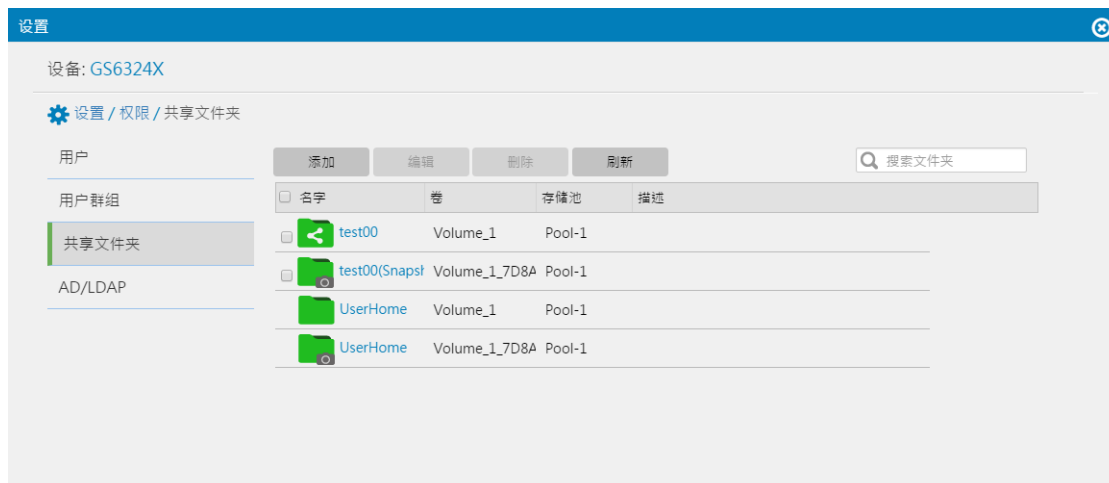 设置
设备: GS6324X
设置 / 权限 / 共享文件夹
用户
用户群组
共享文件夹
AD/LDAP
添加 编辑 删除 刷新 搜索文件夹
名字 卷 存储池 描述
test00 Volume_1 Pool-1
test00(Snapsh Volume_1_7D8A Pool-1
UserHome Volume_1 Pool-1
UserHome Volume_1_7D8A Pool-1